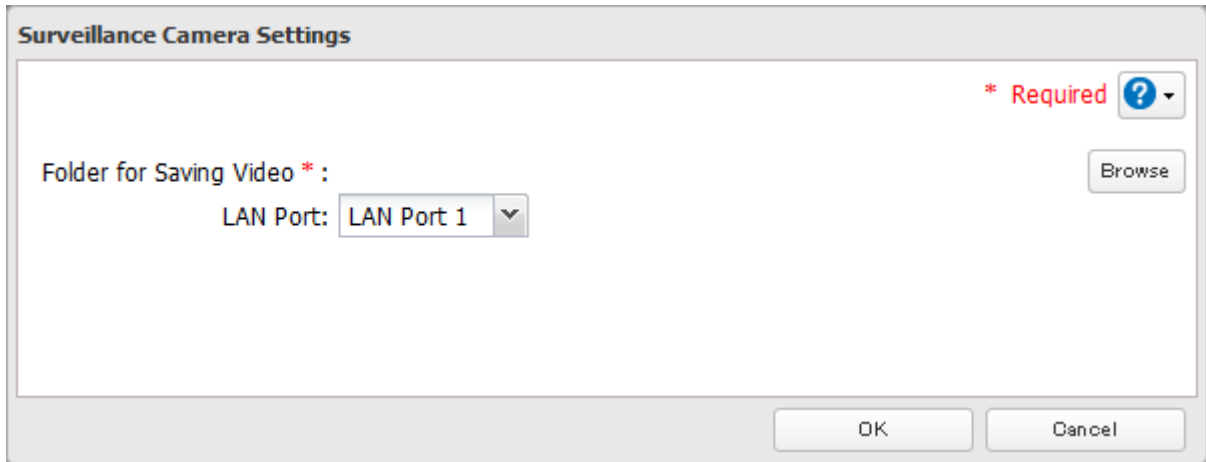 Surveillance Camera Settings
* Required ?
Folder for Saving Video * : Browse
LAN Port: LAN Port 1
OK Cancel